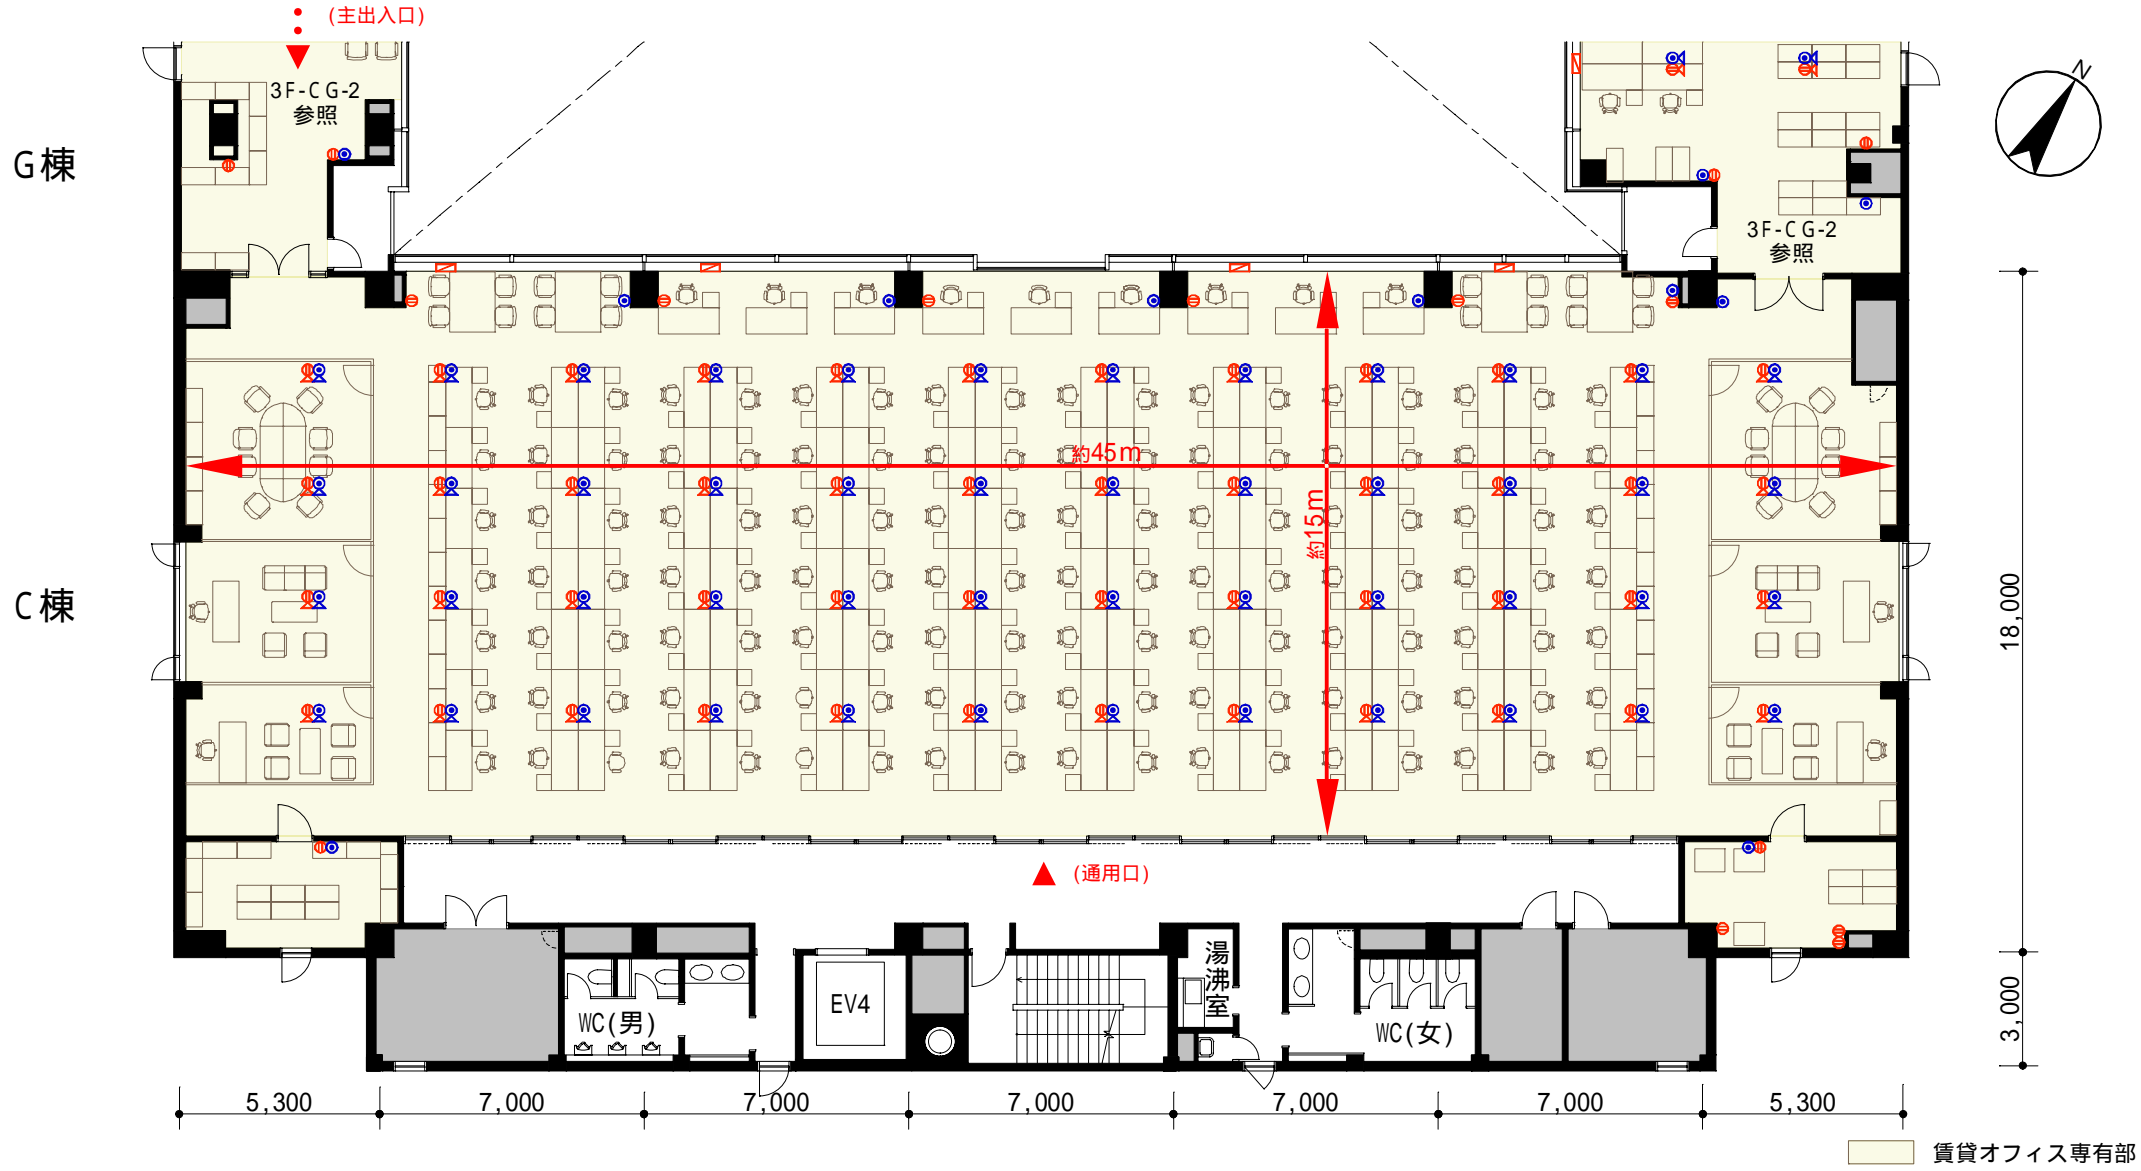 (主出入口)
3F-CG-2
参照
G棟
N
3F-CG-2
参照
約45m
約15m
C棟
18,000
(通用口)
湯沸室
EV4
WC(男)
WC(女)
3,000
5,300
7,000
7,000
7,000
7,000
7,000
5,300
賃貸オフィス専有部